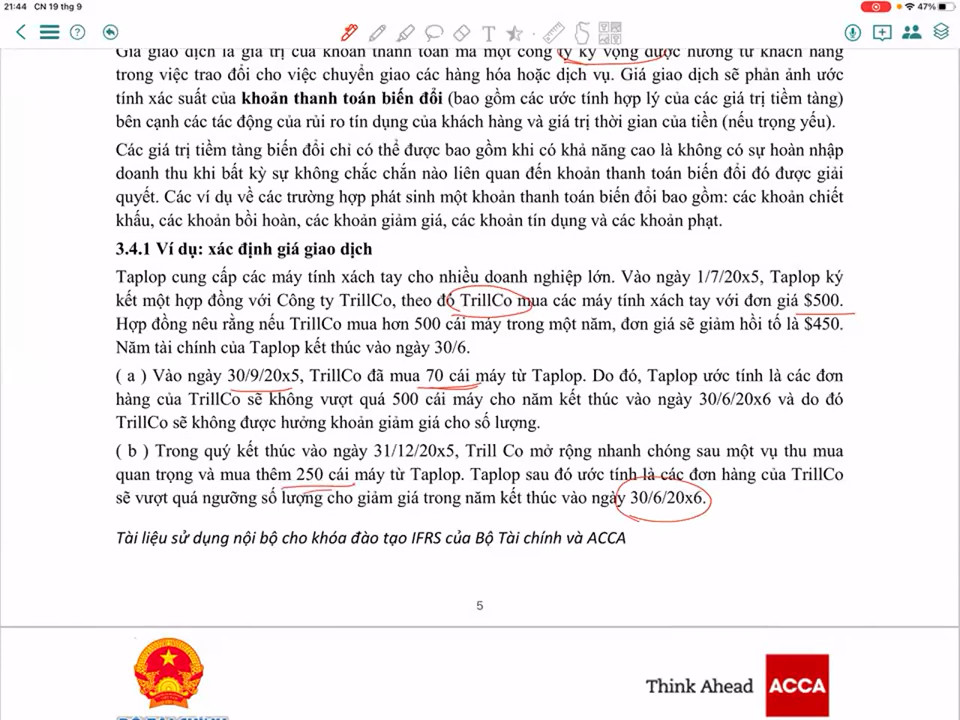 21:44 CN 19 thg 9
47%
Giá giao dịch là giá trị của khoản thanh toán mà một công ty kỳ vọng được hưởng từ khách hàng
trong việc trao đổi cho việc chuyển giao các hàng hóa hoặc dịch vụ. Giá giao dịch sẽ phản ảnh ước
tính xác suất của khoản thanh toán biến đổi (bao gồm các ước tính hợp lý của các giá trị tiềm tàng)
bên cạnh các tác động của rủi ro tín dụng của khách hàng và giá trị thời gian của tiền (nếu trọng yếu).
Các giá trị tiềm tàng biến đổi chỉ có thể được bao gồm khi có khả năng cao là không có sự hoàn nhập
doanh thu khi bất kỳ sự không chắc chắn nào liên quan đến khoản thanh toán biến đổi đó được giải
quyết. Các ví dụ về các trường hợp phát sinh một khoản thanh toán biến đổi bao gồm: các khoản chiết
khấu, các khoản bồi hoàn, các khoản giảm giá, các khoản tín dụng và các khoản phạt.
3.4.1 Ví dụ: xác định giá giao dịch
Taplop cung cấp các máy tính xách tay cho nhiều doanh nghiệp lớn. Vào ngày 1/7/20x5, Taplop ký
kết một hợp đồng với Công ty TrillCo, theo đó TrillCo mua các máy tính xách tay với đơn giá $500.
Hợp đồng nêu rằng nếu TrillCo mua hơn 500 cái máy trong một năm, đơn giá sẽ giảm hồi tố là $450.
Năm tài chính của Taplop kết thúc vào ngày 30/6.
( a ) Vào ngày 30/9/20x5, TrillCo đã mua 70 cái máy từ Taplop. Do đó, Taplop ước tính là các đơn
hàng của TrillCo sẽ không vượt quá 500 cái máy cho năm kết thúc vào ngày 30/6/20x6 và do đó
TrillCo sẽ không được hưởng khoản giảm giá cho số lượng.
( b ) Trong quý kết thúc vào ngày 31/12/20x5, Trill Co mở rộng nhanh chóng sau một vụ thu mua
quan trọng và mua thêm 250 cái máy từ Taplop. Taplop sau đó ước tính là các đơn hàng của TrillCo
sẽ vượt quá ngưỡng số lượng cho giảm giá trong năm kết thúc vào ngày 30/6/20x6.
Tài liệu sử dụng nội bộ cho khóa đào tạo IFRS của Bộ Tài chính và ACCA
5
Think Ahead ACCA